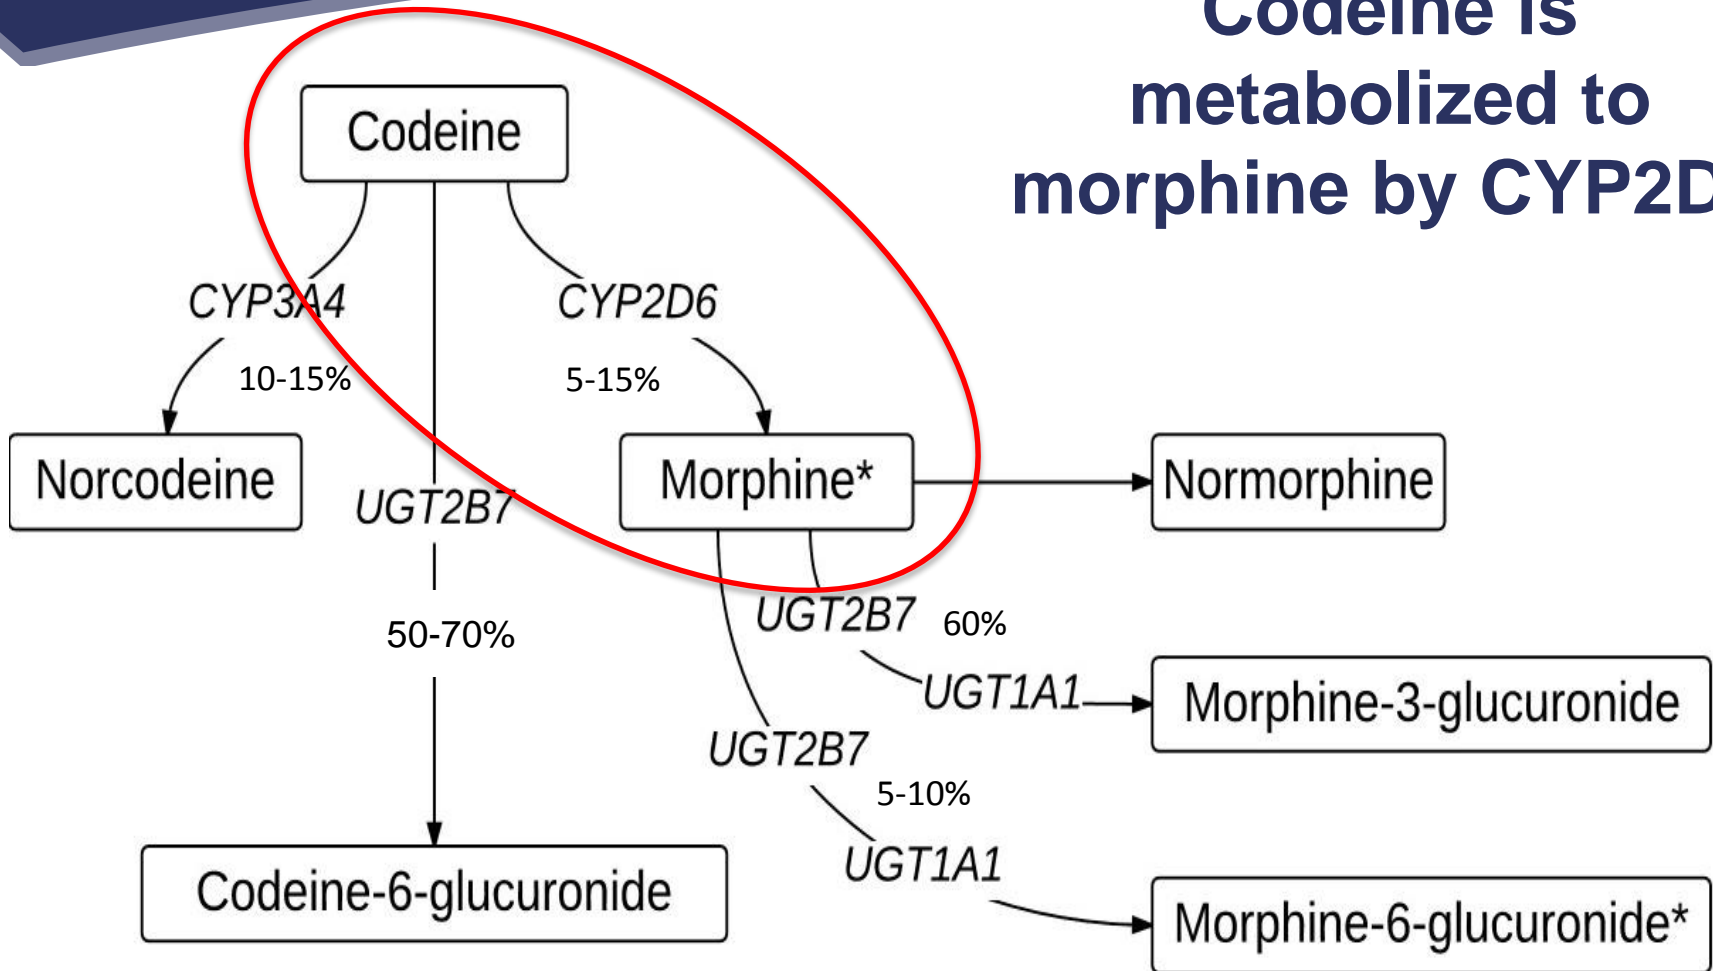 Codeine is
metabolized to
morphine by CYP2D
Codeine
CYP3A4
CYP2D6
10-15%
5-15%
Norcodeine
Morphine*
Normorphine
UGT2B7
50-70%
UGT2B7
60%
UGT1A1
Morphine-3-glucuronide
UGT2B7
5-10%
UGT1A1
Codeine-6-glucuronide
Morphine-6-glucuronide*